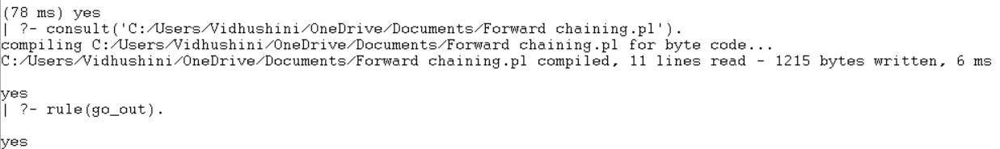 (78 ms) yes
| ?- consult('C:/Users/Vidhushini/OneDrive/Documents/Forward chaining.pl').
compiling C:/Users/Vidhushini/OneDrive/Documents/Forward chaining.pl for byte code...
C:/Users/Vidhushini/OneDrive/Documents/Forward chaining.pl compiled, 11 lines read - 1215 bytes written, 6 ms
yes
| ?- rule(go_out).
yes